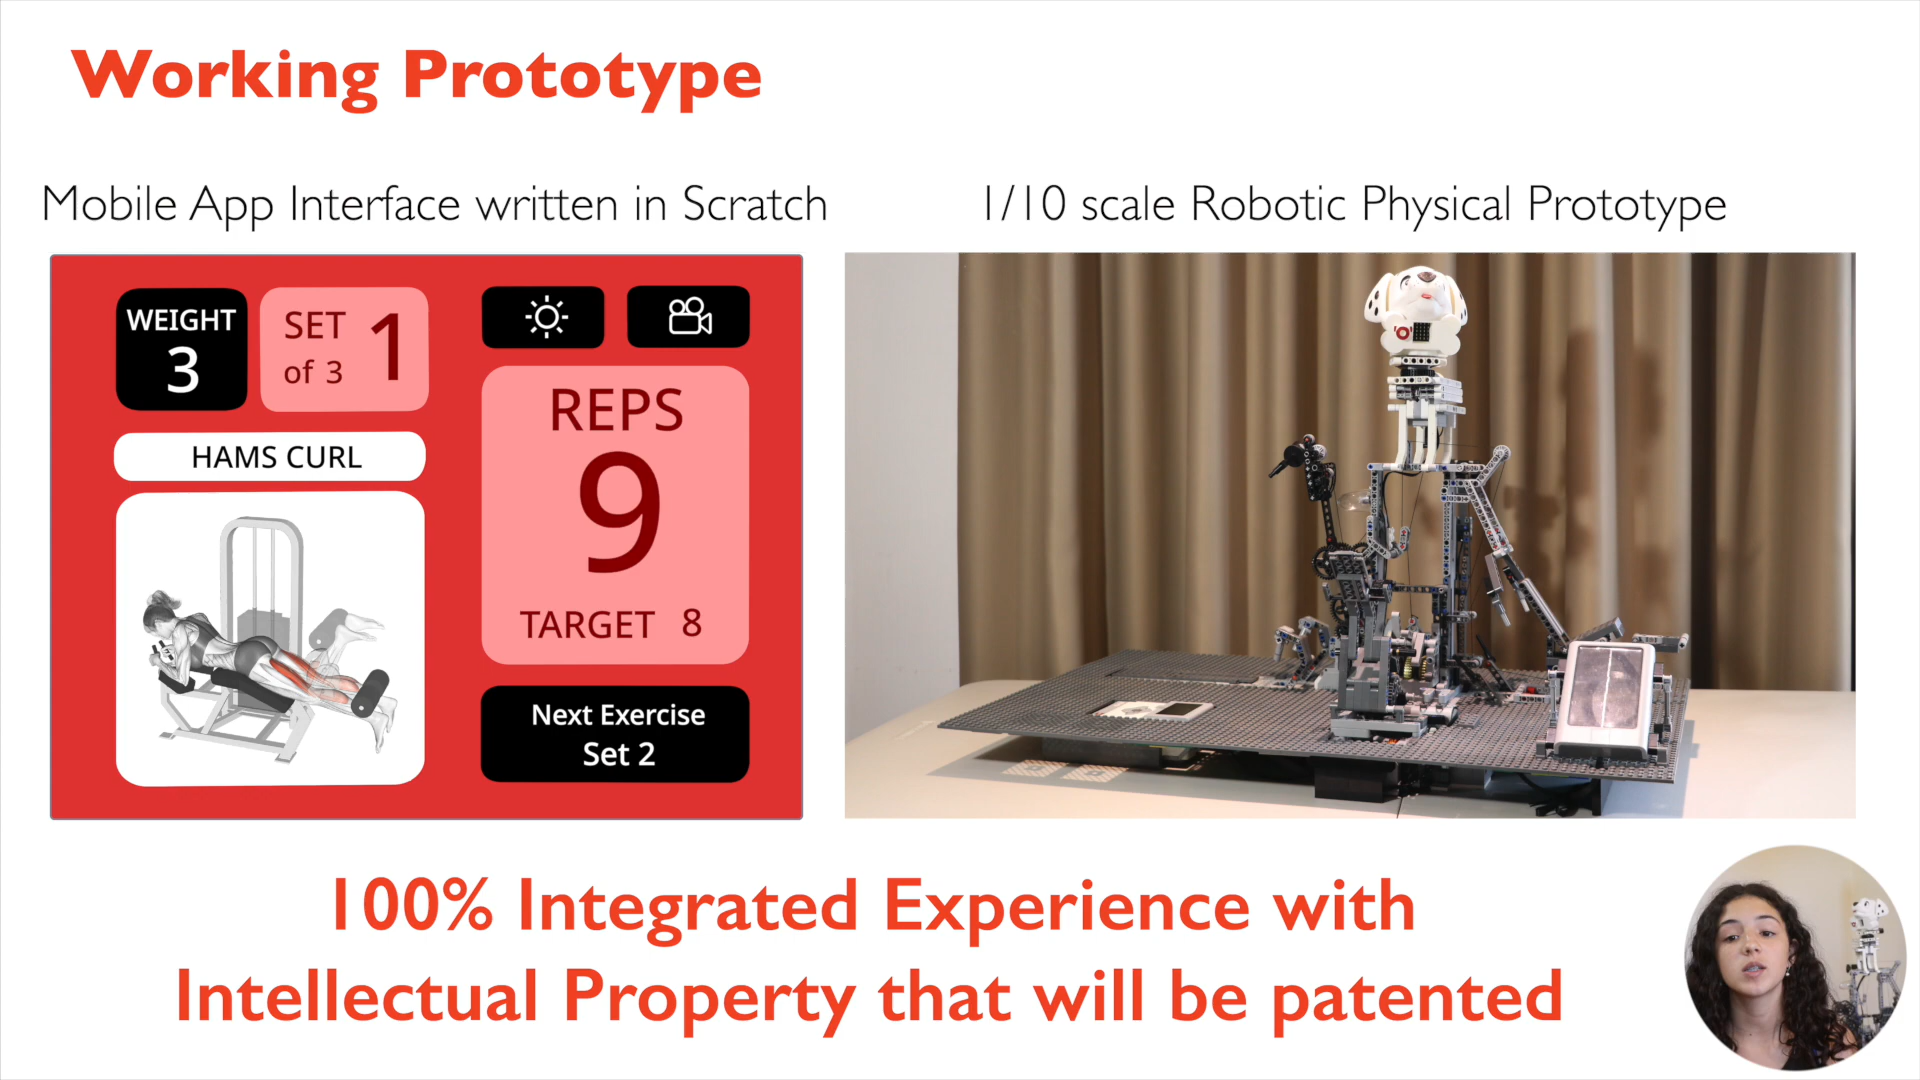 Working Prototype
Mobile App Interface written in Scratch
1/10 scale Robotic Physical Prototype
WEIGHT
3
SET 1
of 3
HAMS CURL
REPS
9
TARGET 8
Next Exercise
Set 2
100% Integrated Experience with
Intellectual Property that will be patented